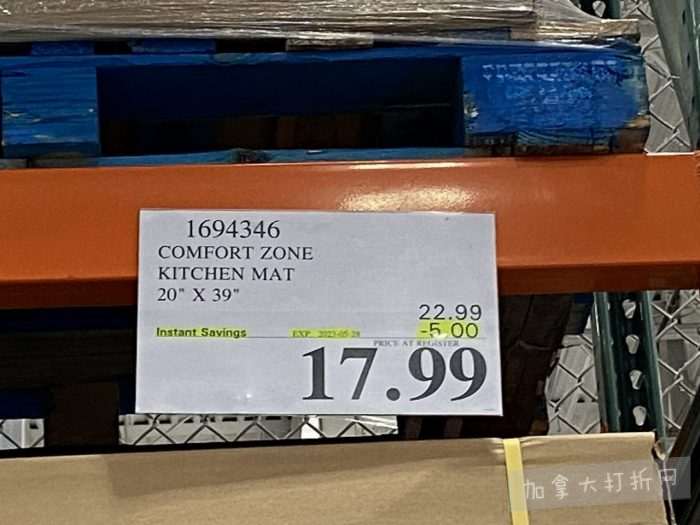 1694346
COMFORT ZONE
KITCHEN MAT
20" X 39"
22.99
Instant Savings EXP. 2023-05-28 -5.00
PRICE AT REGISTER
17.99
加拿大打折网